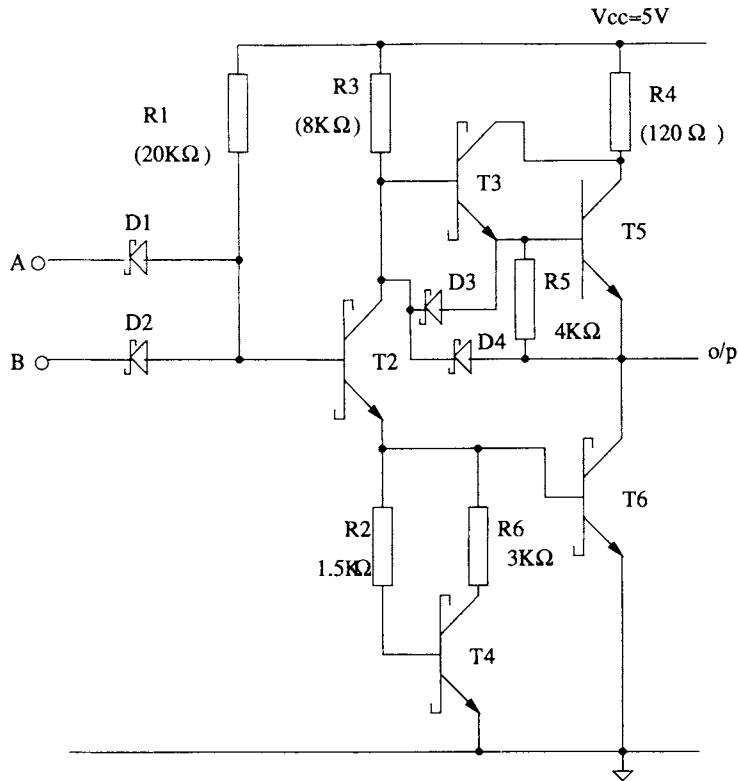 Vcc=5V
R3
(8KΩ)
R4
(120 Ω )
R1
(20KΩ)
T3
T5
D1
A
D3
R5
4KΩ
D2
B
T2
D4
o/p
R2
1.5KΩ
R6
3KΩ
T6
T4